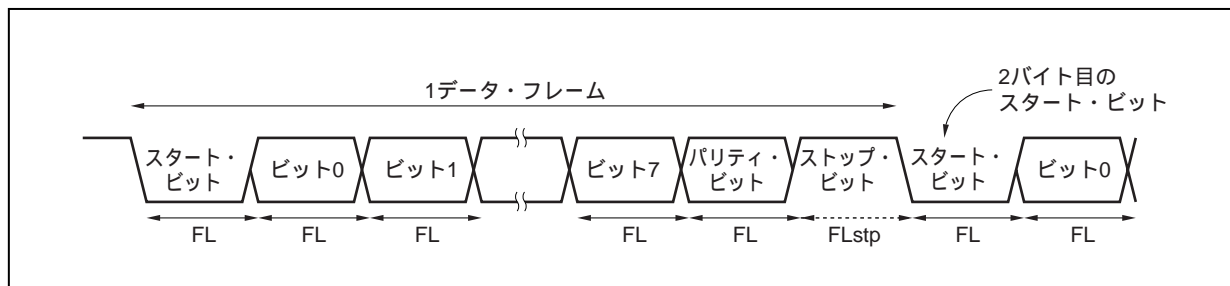 2バイト目の
スタート・ビット
1データ・フレーム
スタート・
ビット
ビット0
ビット1
ビット7
パリティ・
ビット
ストップ・
ビット
スタート・
ビット
ビット0
FL
FL
FL
FL
FL
FLstp
FL
FL